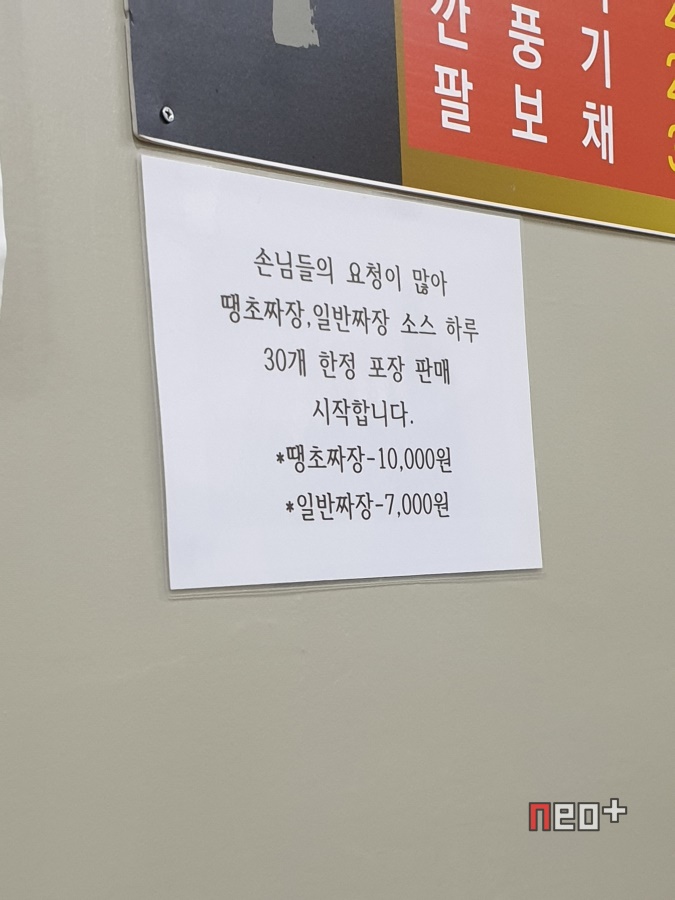 깐풍기
팔보채
손님들의 요청이 많아
땡초짜장,일반짜장 소스 하루
30개 한정 포장 판매
시작합니다.
*땡초짜장-10,000원
*일반짜장-7,000원
neo+